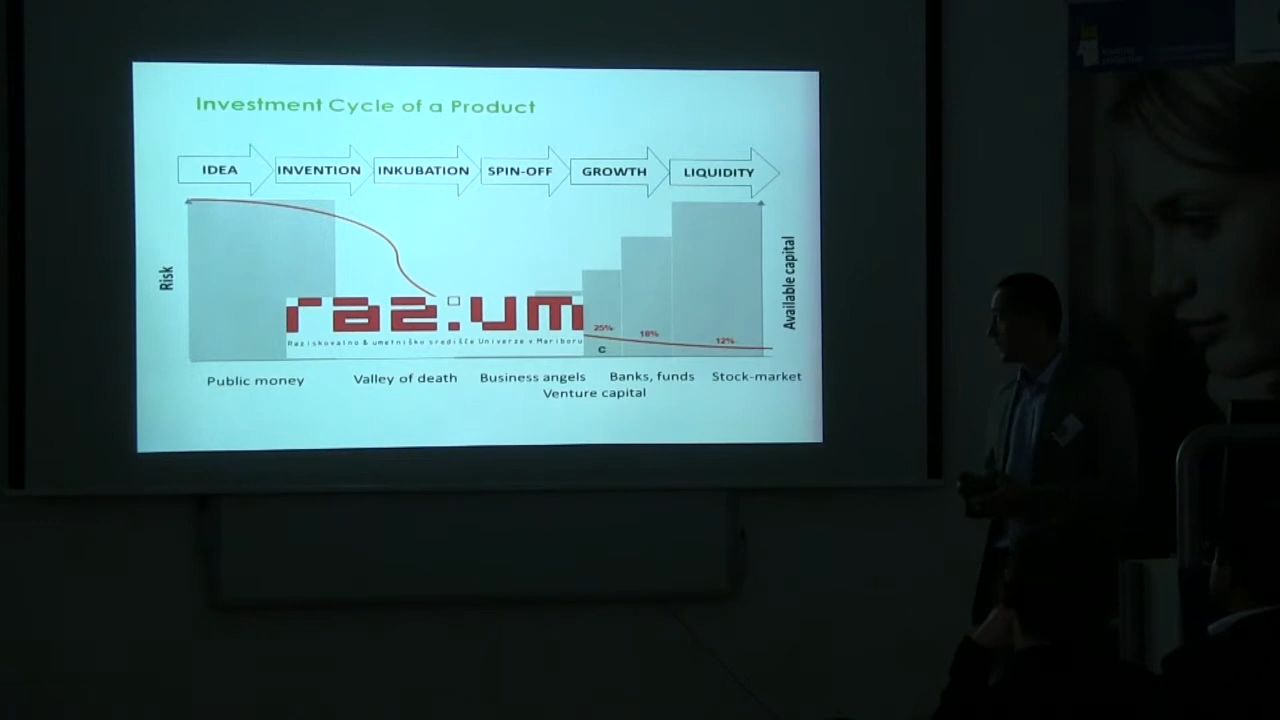 Investment Cycle of a Product
IDEA
INVENTION
INKUBATION
SPIN-OFF
GROWTH
LIQUIDITY
Risk
Available capital
raz:um
Raziskovalno & umetniško središče Univerze v Mariboru
25%
18%
12%
C
Public money
Valley of death
Business angels
Banks, funds
Stock-market
Venture capital